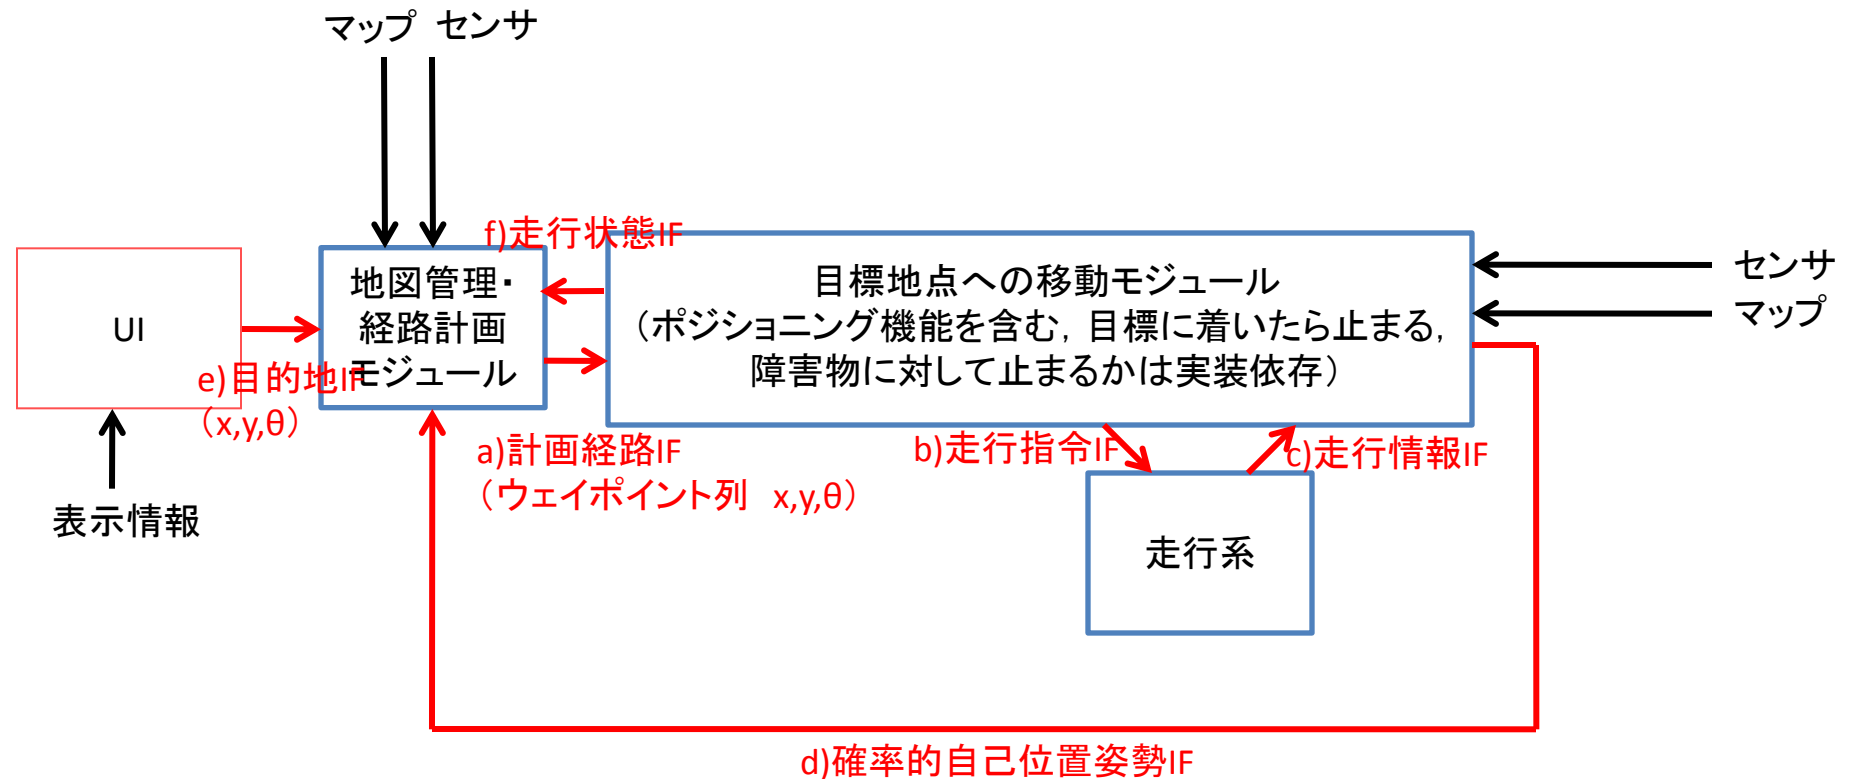 マップ センサ
f)走行状態IF
UI
地図管理・
経路計画
モジュール
目標地点への移動モジュール
（ポジショニング機能を含む，目標に着いたら止まる，
障害物に対して止まるかは実装依存）
センサ
マップ
e)目的地IF
（x,y,θ）
a)計画経路IF
（ウェイポイント列　x,y,θ）
b)走行指令IF
c)走行情報IF
表示情報
走行系
d)確率的自己位置姿勢IF